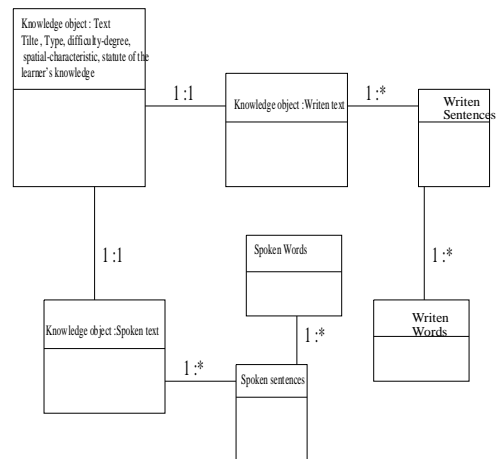 Knowledge object : Text
Tilte , Type, difficulty-degree,
spatial-characteristic, statute of the
learner's knowledge
1 :1
Knowledge object :Writen text
1 :*
Writen
Sentences
1 :1
Spoken Words
1 :*
Knowledge object :Spoken text
1 :*
Writen
Words
1 :*
Spoken sentences